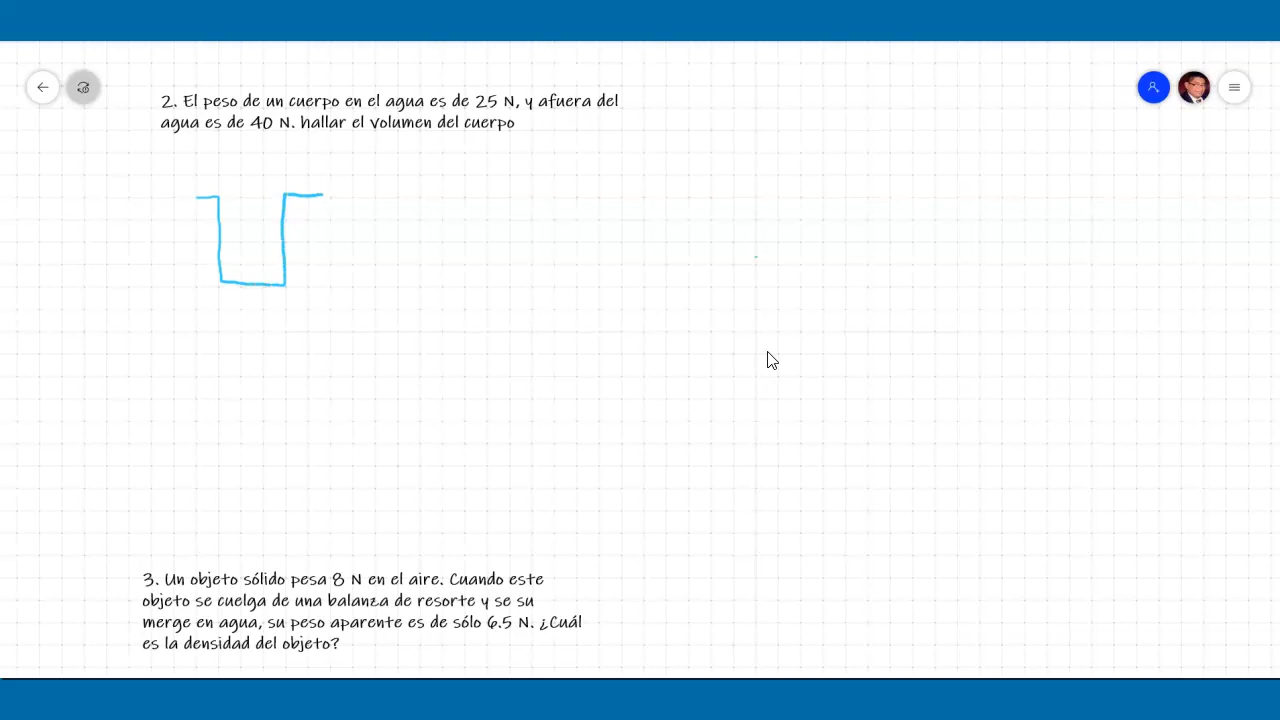 2. El peso de un cuerpo en el agua es de 25 N, y afuera del
agua es de 40 N. hallar el volumen del cuerpo
3. Un objeto sólido pesa 8 N en el aire. Cuando este
objeto se cuelga de una balanza de resorte y se su
merge en agua, su peso aparente es de sólo 6.5 N. ¿Cuál
es la densidad del objeto?